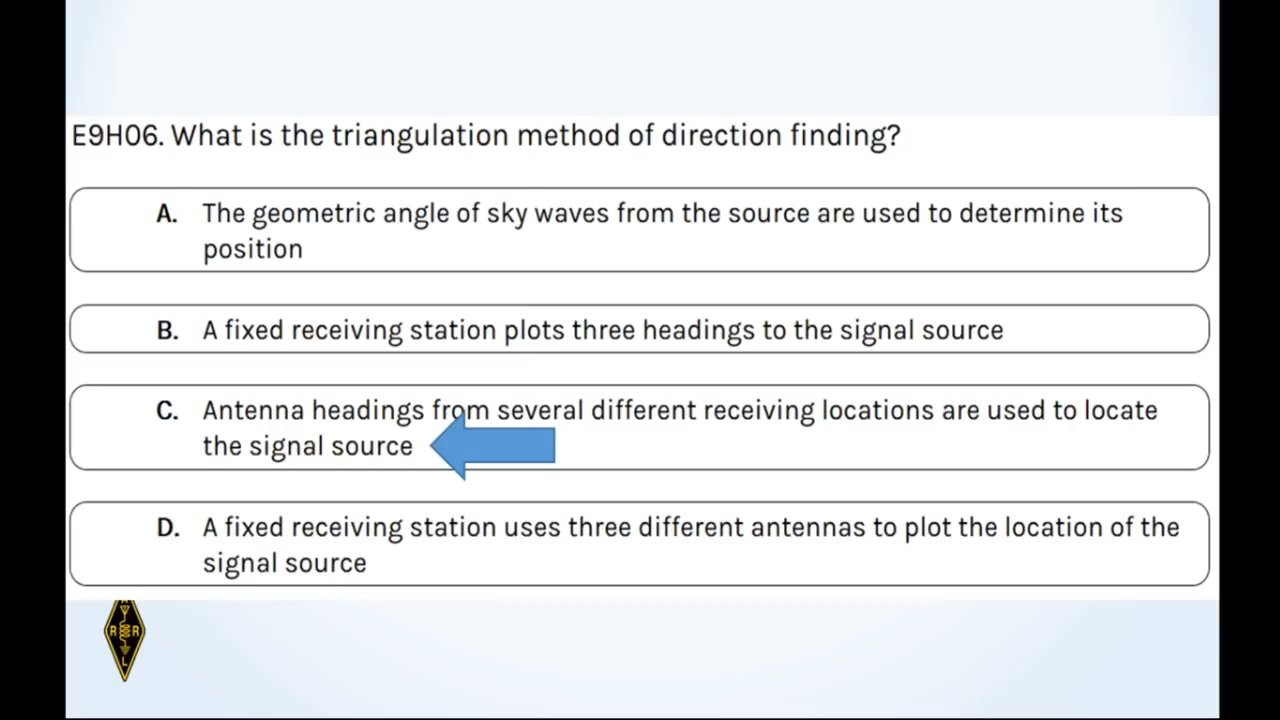 E9H06. What is the triangulation method of direction finding?
A. The geometric angle of sky waves from the source are used to determine its
position
B. A fixed receiving station plots three headings to the signal source
C. Antenna headings from several different receiving locations are used to locate
the signal source
D. A fixed receiving station uses three different antennas to plot the location of the
signal source
A
R R
L